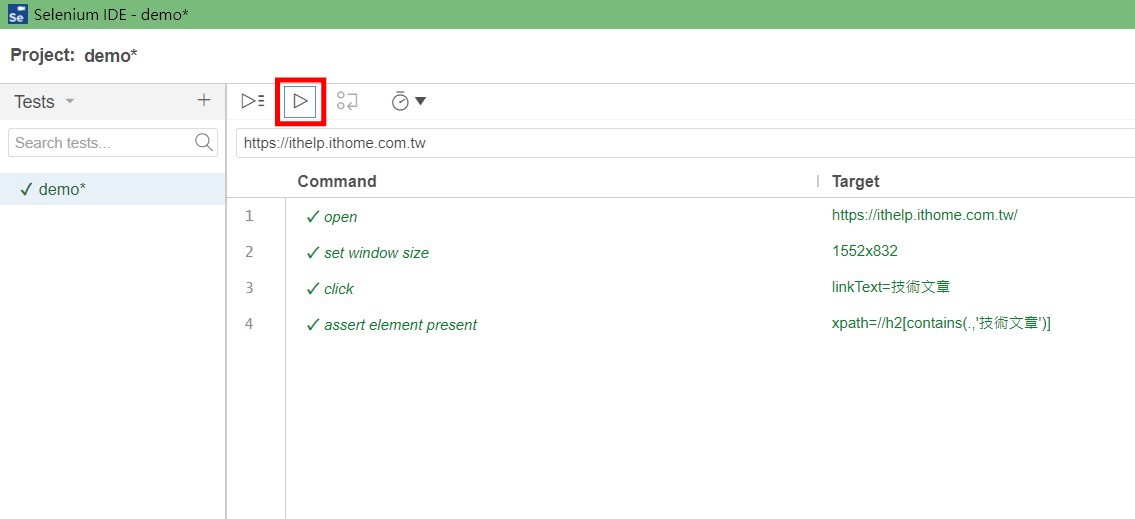 Se Selenium IDE - demo*
Project: demo*
Tests +
Search tests...
✓ demo*
https://ithelp.ithome.com.tw
Command Target
1 ✓ open https://ithelp.ithome.com.tw/
2 ✓ set window size 1552x832
3 ✓ click linkText=技術文章
4 ✓ assert element present xpath=//h2[contains(.,'技術文章')]